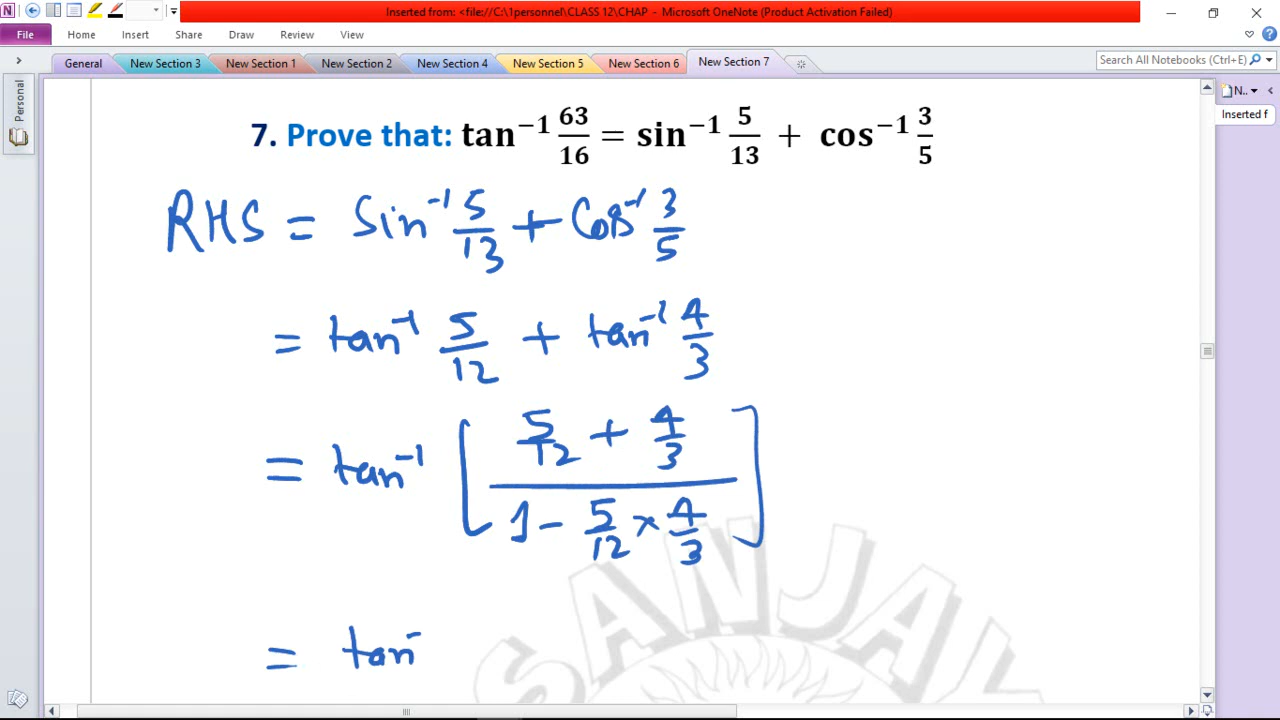 Inserted from: <file://C:\1personnel\CLASS 12\CHAP - Microsoft OneNote (Product Activation Failed)
File Home Insert Share Draw Review View
General New Section 3 New Section 1 New Section 2 New Section 4 New Section 5 New Section 6 New Section 7 Search All Notebooks (Ctrl+E)
Personal
N..
Inserted f
7. Prove that: tan⁻¹ 63/16 = sin⁻¹ 5/13 + cos⁻¹ 3/5
RHS = Sin⁻¹ 5/13 + Cos⁻¹ 3/5
= tan⁻¹ 5/12 + tan⁻¹ 4/3
= tan⁻¹ [ (5/12 + 4/3) / (1 - 5/12 × 4/3) ]
= tan⁻
SANJAY